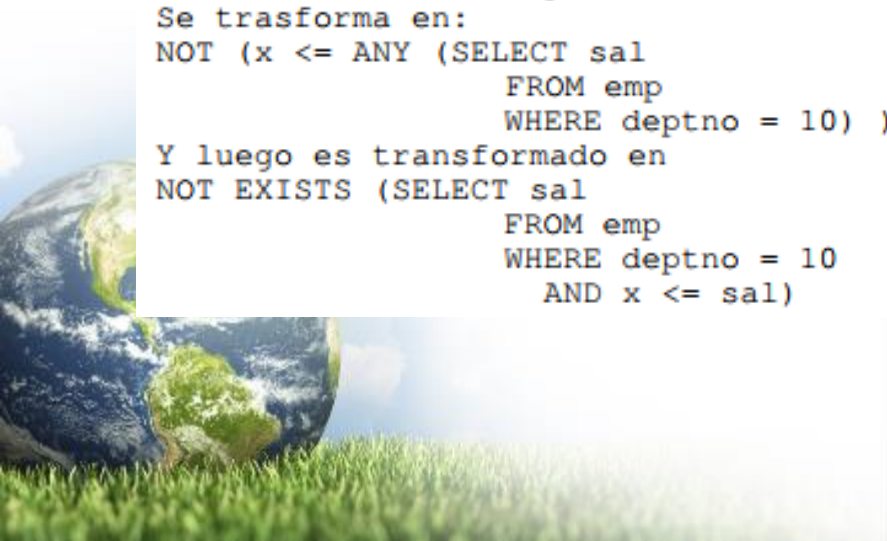 Se trasforma en:
NOT (x <= ANY (SELECT sal
FROM emp
WHERE deptno = 10) )
Y luego es transformado en
NOT EXISTS (SELECT sal
FROM emp
WHERE deptno = 10
AND x <= sal)